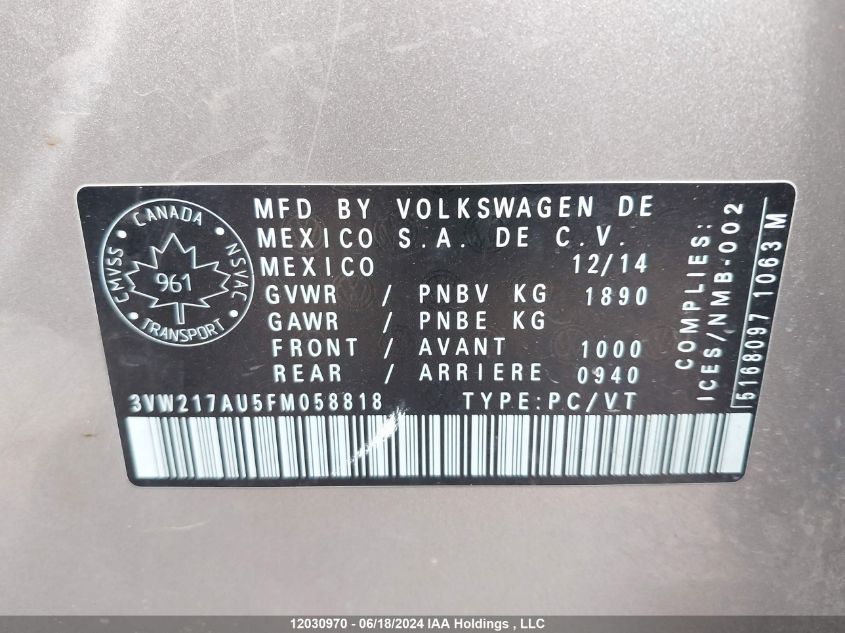 CANADA
CMVSS
NSVAC
961
TRANSPORT
MFD BY VOLKSWAGEN DE
MEXICO S.A. DE C.V.
MEXICO 12/14
GVWR / PNBV KG 1890
GAWR / PNBE KG
FRONT / AVANT 1000
REAR / ARRIERE 0940
3VW217AU5FM058818 TYPE:PC/VT
COMPLIES:
ICES/NMB-002
5168097 1063 M
12030970 - 06/18/2024 IAA Holdings , LLC